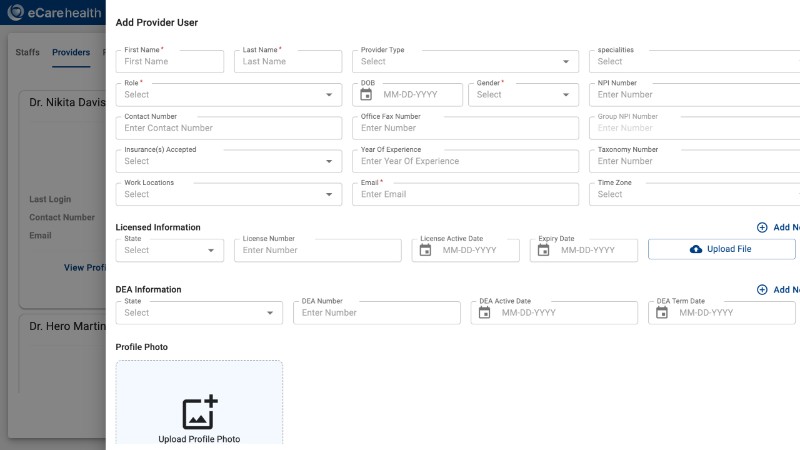 eCarehealth
Add Provider User
Staffs
Providers
First Name *
First Name
Last Name *
Last Name
Provider Type
Select
specialities
Select
Role *
Select
DOB
MM-DD-YYYY
Gender *
Select
NPI Number
Enter Number
Dr. Nikita Davis
Contact Number
Enter Contact Number
Office Fax Number
Enter Number
Group NPI Number
Enter Number
Insurance(s) Accepted
Select
Year Of Experience
Enter Year Of Experience
Taxonomy Number
Enter Number
Work Locations
Select
Email *
Enter Email
Time Zone
Select
Last Login
Contact Number
Email
View Profi
Licensed Information
Add Ne
State
Select
License Number
Enter Number
License Active Date
MM-DD-YYYY
Expiry Date
MM-DD-YYYY
Upload File
DEA Information
Add Ne
State
Select
DEA Number
Enter Number
DEA Active Date
MM-DD-YYYY
DEA Term Date
MM-DD-YYYY
Dr. Hero Martin
Profile Photo
Upload Profile Photo